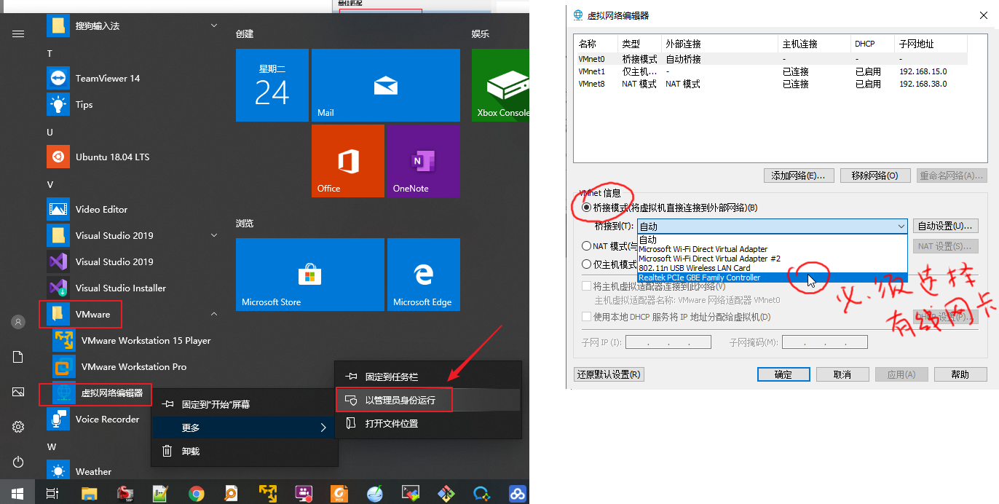 最佳匹配
搜狗输入法
T
TeamViewer 14
Tips
U
Ubuntu 18.04 LTS
V
Video Editor
Visual Studio 2019
Visual Studio 2019
Visual Studio Installer
VMware
VMware Workstation 15 Player
VMware Workstation Pro
虚拟网络编辑器
Voice Recorder
W
Weather
创建
娱乐
星期二
24
Mail
Xbox Console
Office
N
OneNote
浏览
Microsoft Store
Microsoft Edge
固定到"开始"屏幕
更多
卸载
固定到任务栏
以管理员身份运行
打开文件位置
虚拟网络编辑器
名称 类型 外部连接 主机连接 DHCP 子网地址
VMnet0 桥接模式 自动桥接 - - -
VMnet1 仅主机... - 已连接 已启用 192.168.15.0
VMnet8 NAT 模式 NAT 模式 已连接 已启用 192.168.38.0
添加网络(E)... 移除网络(O) 重命名网络(A)...
VMnet 信息
桥接模式(将虚拟机直接连接到外部网络)(B)
桥接到(T): 自动 自动设置(U)...
自动
Microsoft Wi-Fi Direct Virtual Adapter
Microsoft Wi-Fi Direct Virtual Adapter #2
802.11n USB Wireless LAN Card
Realtek PCIe GBE Family Controller
NAT 模式(与 NAT 设置(S)...
仅主机模式
将主机虚拟适配器连接到此网络(V)
主机虚拟适配器名称: VMware 网络适配器 VMnet0
使用本地 DHCP 服务将 IP 地址分配给虚拟机(D) DHCP 设置(P)...
必须选择
有线网卡
子网 IP (I): . . . 子网掩码(M): . . .
还原默认设置(R) 确定 取消 应用(A) 帮助